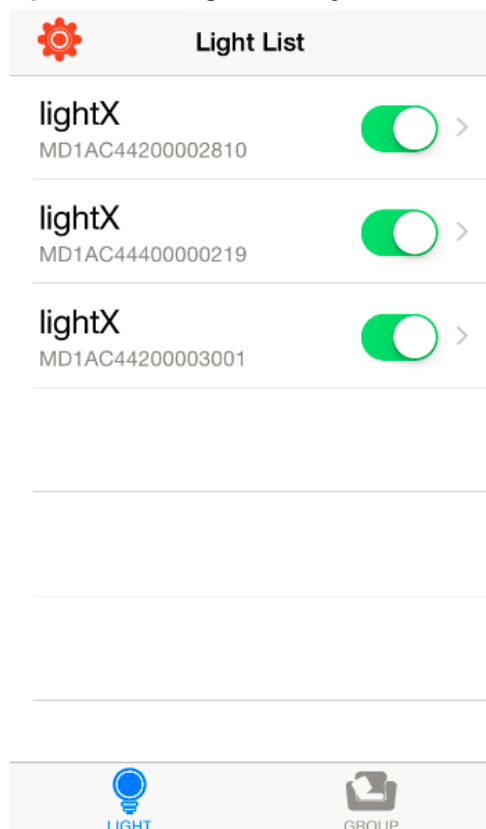 Light List
lightX
MD1AC44200002810
lightX
MD1AC44400000219
lightX
MD1AC44200003001
LIGHT
GROUP